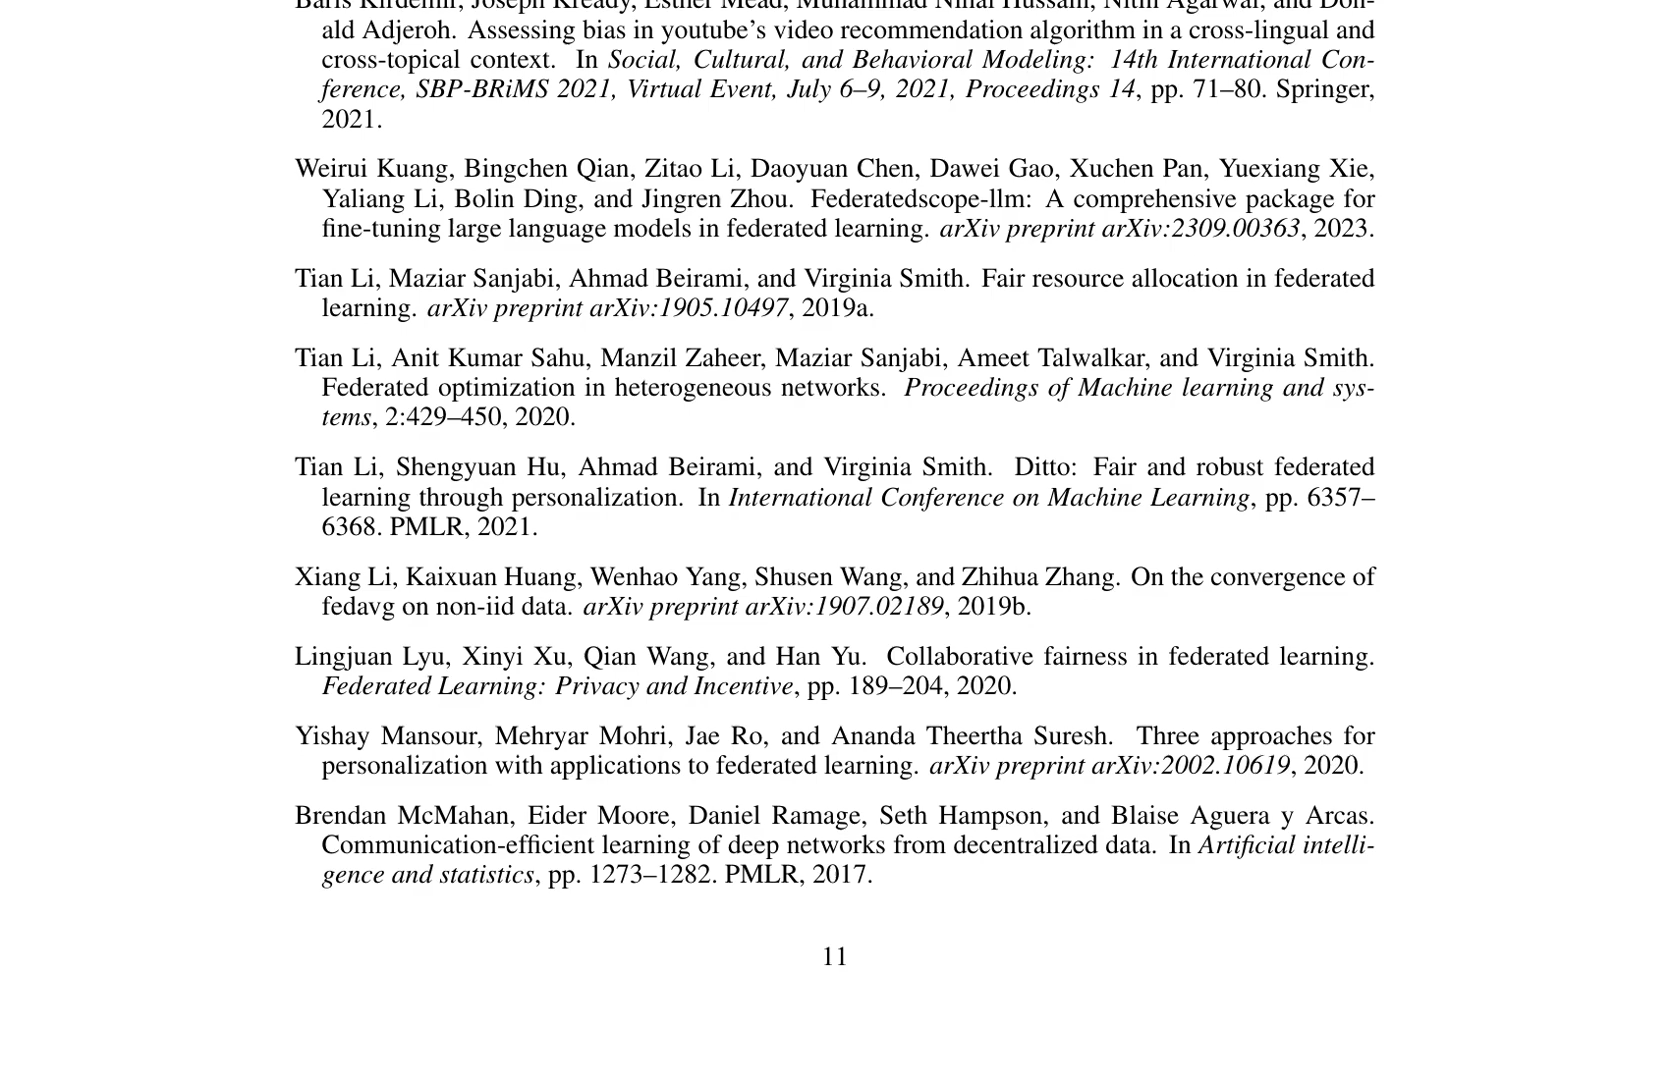 Baris Kirdemir, Joseph Kready, Esther Mead, Muhammad Nihal Hussain, Nitin Agarwal, and Don-
ald Adjeroh. Assessing bias in youtube's video recommendation algorithm in a cross-lingual and
cross-topical context. In Social, Cultural, and Behavioral Modeling: 14th International Con-
ference, SBP-BRiMS 2021, Virtual Event, July 6–9, 2021, Proceedings 14, pp. 71–80. Springer,
2021.
Weirui Kuang, Bingchen Qian, Zitao Li, Daoyuan Chen, Dawei Gao, Xuchen Pan, Yuexiang Xie,
Yaliang Li, Bolin Ding, and Jingren Zhou. Federatedscope-llm: A comprehensive package for
fine-tuning large language models in federated learning. arXiv preprint arXiv:2309.00363, 2023.
Tian Li, Maziar Sanjabi, Ahmad Beirami, and Virginia Smith. Fair resource allocation in federated
learning. arXiv preprint arXiv:1905.10497, 2019a.
Tian Li, Anit Kumar Sahu, Manzil Zaheer, Maziar Sanjabi, Ameet Talwalkar, and Virginia Smith.
Federated optimization in heterogeneous networks. Proceedings of Machine learning and sys-
tems, 2:429–450, 2020.
Tian Li, Shengyuan Hu, Ahmad Beirami, and Virginia Smith. Ditto: Fair and robust federated
learning through personalization. In International Conference on Machine Learning, pp. 6357–
6368. PMLR, 2021.
Xiang Li, Kaixuan Huang, Wenhao Yang, Shusen Wang, and Zhihua Zhang. On the convergence of
fedavg on non-iid data. arXiv preprint arXiv:1907.02189, 2019b.
Lingjuan Lyu, Xinyi Xu, Qian Wang, and Han Yu. Collaborative fairness in federated learning.
Federated Learning: Privacy and Incentive, pp. 189–204, 2020.
Yishay Mansour, Mehryar Mohri, Jae Ro, and Ananda Theertha Suresh. Three approaches for
personalization with applications to federated learning. arXiv preprint arXiv:2002.10619, 2020.
Brendan McMahan, Eider Moore, Daniel Ramage, Seth Hampson, and Blaise Aguera y Arcas.
Communication-efficient learning of deep networks from decentralized data. In Artificial intelli-
gence and statistics, pp. 1273–1282. PMLR, 2017.
11